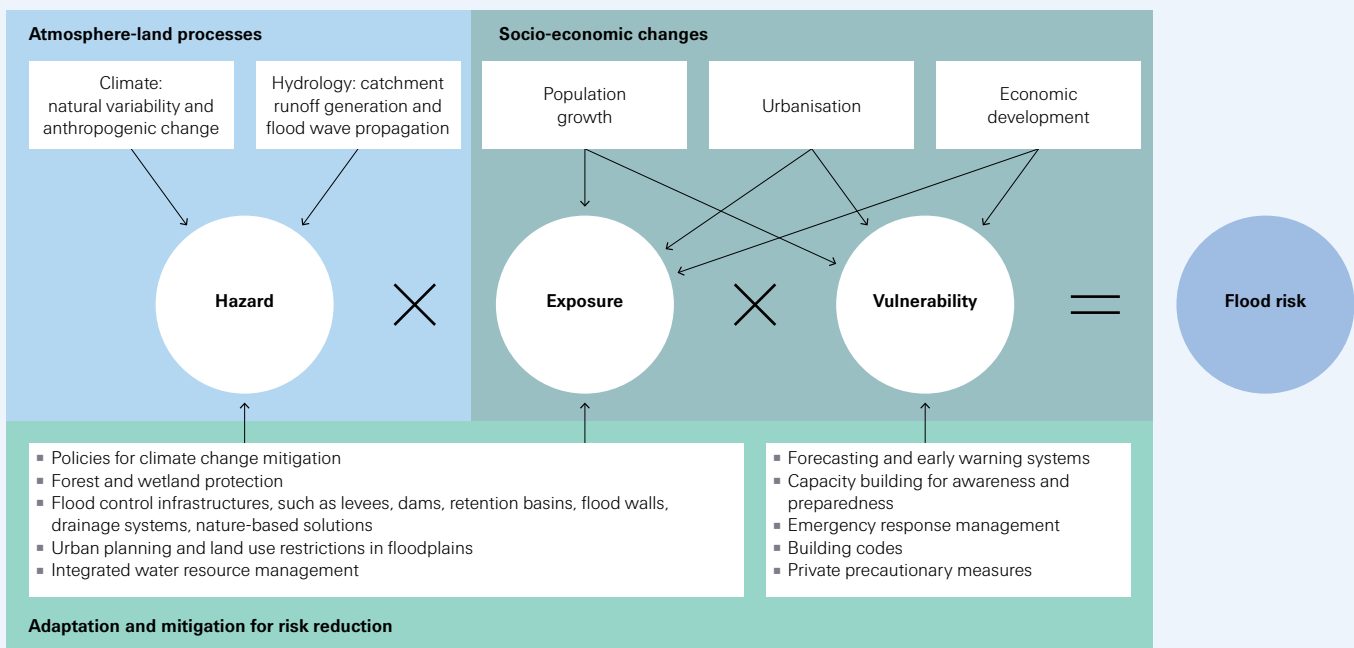 Atmosphere-land processes
Socio-economic changes
Climate:
natural variability and
anthropogenic change
Hydrology: catchment
runoff generation and
flood wave propagation
Population
growth
Urbanisation
Economic
development
Hazard
×
Exposure
×
Vulnerability
=
Flood risk
▪ Policies for climate change mitigation
▪ Forest and wetland protection
▪ Flood control infrastructures, such as levees, dams, retention basins, flood walls,
drainage systems, nature-based solutions
▪ Urban planning and land use restrictions in floodplains
▪ Integrated water resource management
▪ Forecasting and early warning systems
▪ Capacity building for awareness and
preparedness
▪ Emergency response management
▪ Building codes
▪ Private precautionary measures
Adaptation and mitigation for risk reduction